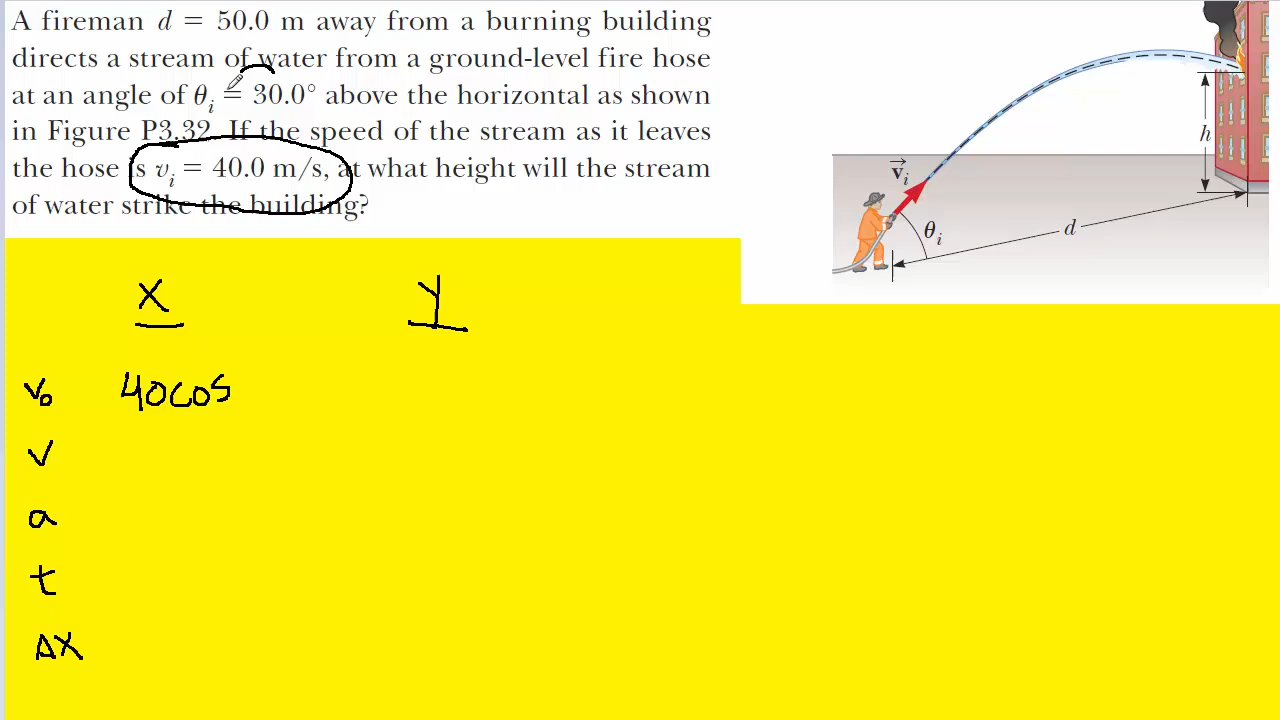 A fireman d = 50.0 m away from a burning building
directs a stream of water from a ground-level fire hose
at an angle of θi = 30.0° above the horizontal as shown
in Figure P3.32. If the speed of the stream as it leaves
the hose is vi = 40.0 m/s, at what height will the stream
of water strike the building?
h
v⃗i
θi
d
X
Y
v₀ 40cos
v
a
t
Δx